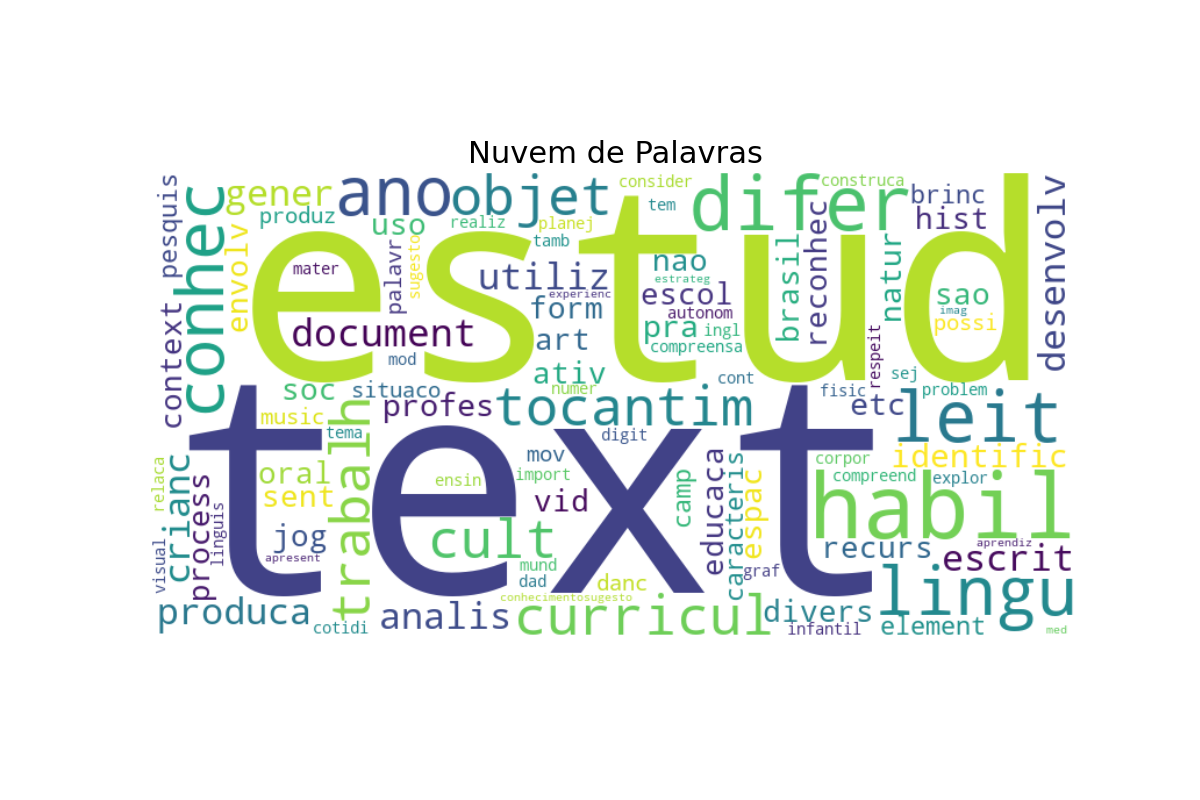 Nuvem de Palavras
pesquis
conhec
gener
produz
envolv
ano
objet
uso
realiz
consider
tem
planej
tamb
difer
construca
brinc
hist
desenvolv
estud
mater
palavr
sugesto
utiliz
experienc
form
art
nao
estrateg
escol
autonom
pra
ingl
compreensa
brasil
reconhec
natur
sao
imag
possi
respeit
context
document
mod
ativ
soc
situaco
numer
cont
fisic
sej
problem
music
tema
profes
tocantim
etc
leit
text
digit
trabalh
relaca
crianc
process
linguis
visual
oral
sent
jog
apresent
ensin
mov
import
vid
camp
educaça
caracteris
espac
corpor
identific
compreend
explor
habil
cult
mund
dad
danc
graf
recurs
aprendiz
escrit
produca
cotidi
analis
conhecimentosugesto
curricul
divers
infantil
element
lingu
med